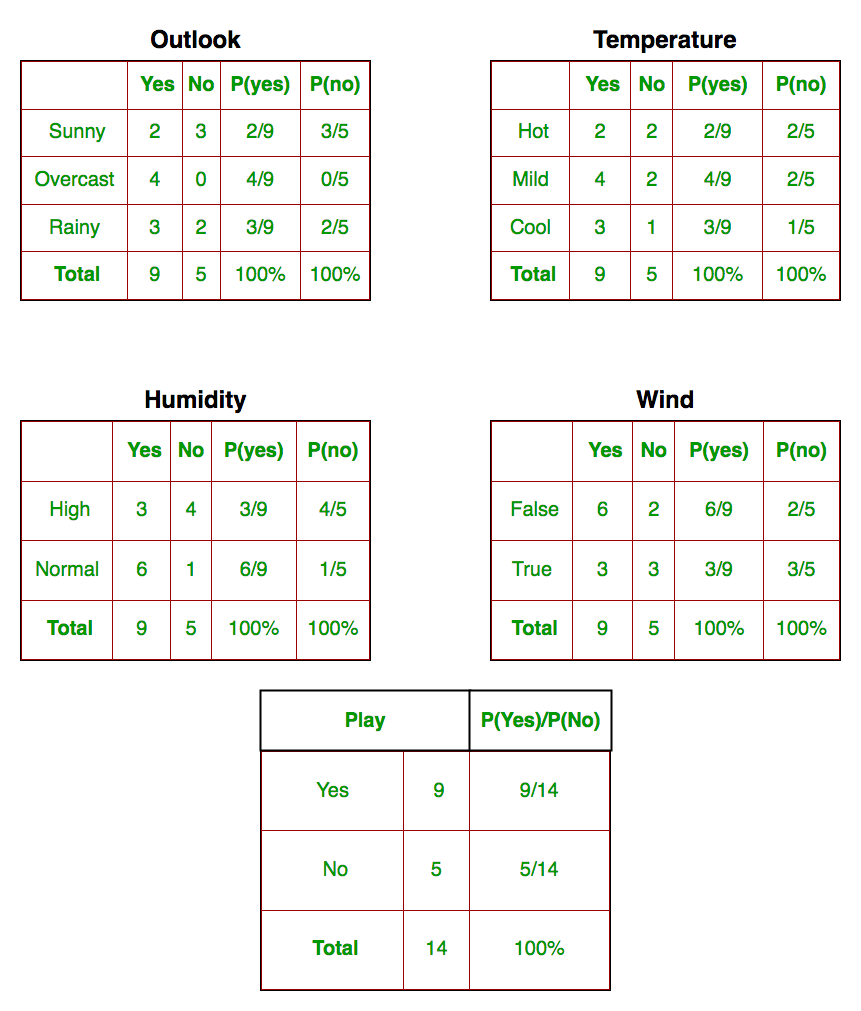 Outlook
Yes No P(yes) P(no)
Sunny 2 3 2/9 3/5
Overcast 4 0 4/9 0/5
Rainy 3 2 3/9 2/5
Total 9 5 100% 100%
Temperature
Yes No P(yes) P(no)
Hot 2 2 2/9 2/5
Mild 4 2 4/9 2/5
Cool 3 1 3/9 1/5
Total 9 5 100% 100%
Humidity
Yes No P(yes) P(no)
High 3 4 3/9 4/5
Normal 6 1 6/9 1/5
Total 9 5 100% 100%
Wind
Yes No P(yes) P(no)
False 6 2 6/9 2/5
True 3 3 3/9 3/5
Total 9 5 100% 100%
Play P(Yes)/P(No)
Yes 9 9/14
No 5 5/14
Total 14 100%